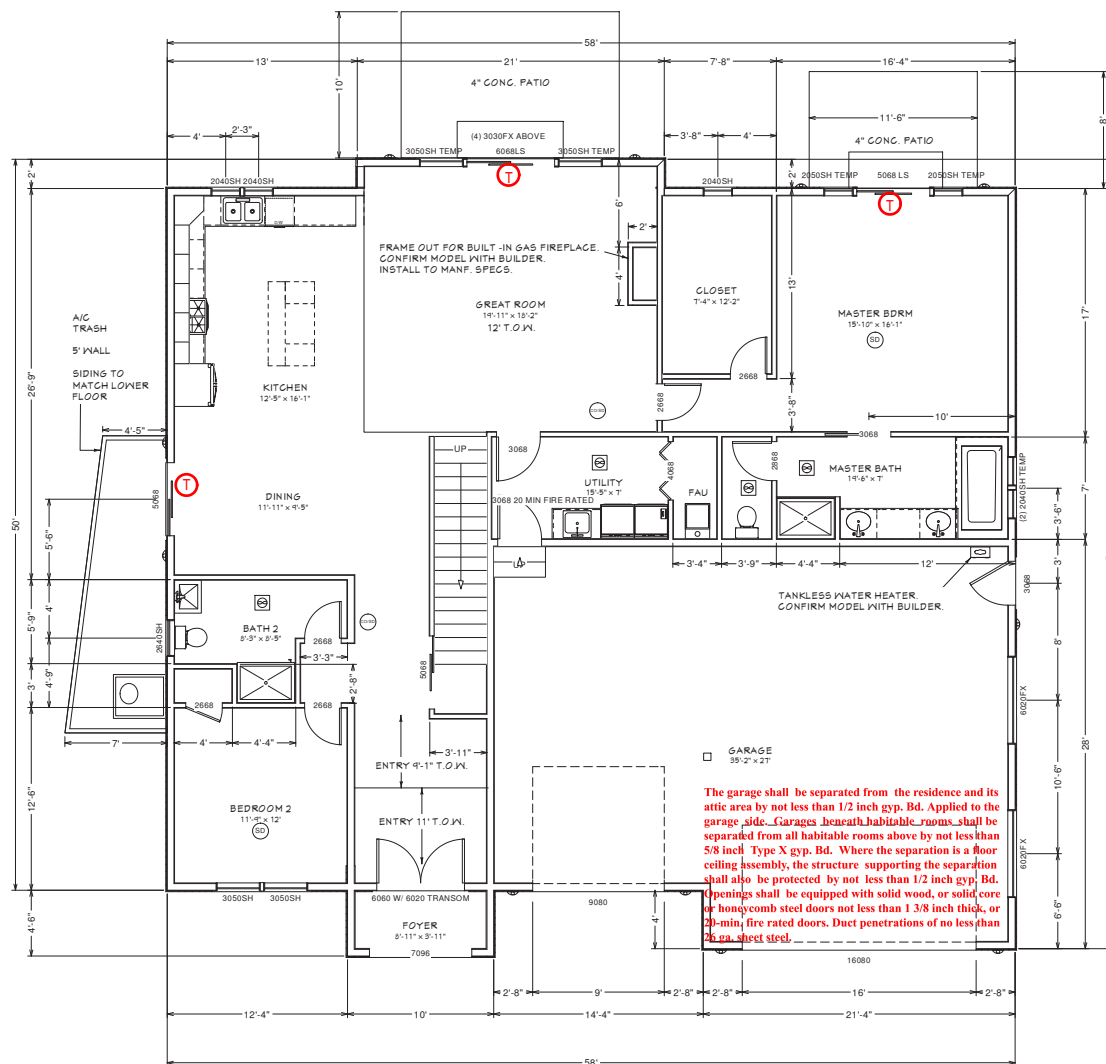 58'
13'
21'
7'-8"
16'-4"
10'
4" CONC. PATIO
11'-6"
8'
4'
2'-3"
(4) 3030FX ABOVE
3'-8"
4'
4" CONC. PATIO
3050SH TEMP
6068LS
3050SH TEMP
2'
2040SH 2040SH
T
2040SH
2'
2050SH TEMP
5068 LS
2050SH TEMP
T
DW
6'
2'
FRAME OUT FOR BUILT -IN GAS FIREPLACE.
CONFIRM MODEL WITH BUILDER.
INSTALL TO MANF. SPECS.
4'
13'
CLOSET
7'-4" x 12'-2"
GREAT ROOM
19'-11" x 18'-2"
12' T.O.W.
MASTER BDRM
15'-10" x 16'-1"
SD
17'
A/C
TRASH
5' WALL
SIDING TO
MATCH LOWER
FLOOR
26'-9"
KITCHEN
12'-5" x 16'-1"
2668
2668
3'-8"
10'
CO/SD
4'-5"
UP
3068
3068
T
5068
UTILITY
15'-5" x 7'
4068
2868
MASTER BATH
19'-6" x 7'
(2) 2040SH TEMP
7'
DINING
11'-11" x 9'-5"
3068 20 MIN FIRE RATED
FAU
3'-6"
50'
5'-6"
UP
3'-4"
3'-9"
4'-4"
12'
3'
TANKLESS WATER HEATER.
CONFIRM MODEL WITH BUILDER.
3068
5'-9"
4'
2640SH
BATH 2
8'-3" x 8'-5"
CO/SD
2668
3'-3"
8'
3'
4'-9"
2'-8"
5068
2668
2668
6020FX
7'
4'
4'-4"
3'-11"
GARAGE
35'-2" x 27'
28'
ENTRY 9'-1" T.O.W.
12'-6"
BEDROOM 2
11'-9" x 12'
SD
ENTRY 11' T.O.W.
10'-6"
The garage shall be separated from the residence and its
attic area by not less than 1/2 inch gyp. Bd. Applied to the
garage side. Garages beneath habitable rooms shall be
separated from all habitable rooms above by not less than
5/8 inch Type X gyp. Bd. Where the separation is a floor
ceiling assembly, the structure supporting the separation
shall also be protected by not less than 1/2 inch gyp. Bd.
Openings shall be equipped with solid wood, or solid core
or honeycomb steel doors not less than 1 3/8 inch thick, or
20-min. fire rated doors. Duct penetrations of no less than
26 ga. sheet steel.
6020FX
3050SH
3050SH
6060 W/ 6020 TRANSOM
9080
4'-6"
FOYER
8'-11" x 3'-11"
4'
6'-6"
7096
16080
2'-8"
9'
2'-8"
2'-8"
16'
2'-8"
12'-4"
10'
14'-4"
21'-4"
58'